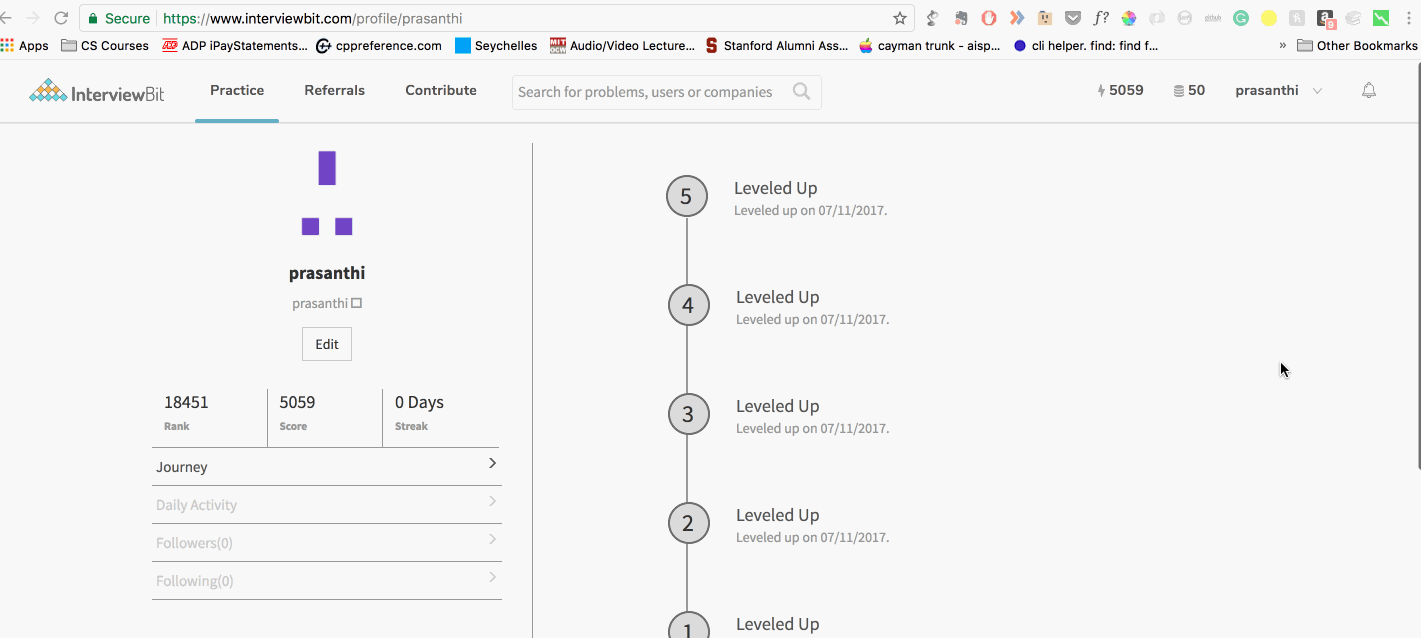 Secure https://www.interviewbit.com/profile/prasanthi
Apps CS Courses ADP iPayStatements... cppreference.com Seychelles Audio/Video Lecture... Stanford Alumni Ass... cayman trunk - aisp... cli helper. find: find f... » Other Bookmarks
InterviewBit Practice Referrals Contribute Search for problems, users or companies 5059 50 prasanthi
prasanthi
prasanthi
Edit
18451 5059 0 Days
Rank Score Streak
Journey
Daily Activity
Followers(0)
Following(0)
5 Leveled Up
Leveled up on 07/11/2017.
4 Leveled Up
Leveled up on 07/11/2017.
3 Leveled Up
Leveled up on 07/11/2017.
2 Leveled Up
Leveled up on 07/11/2017.
1 Leveled Up